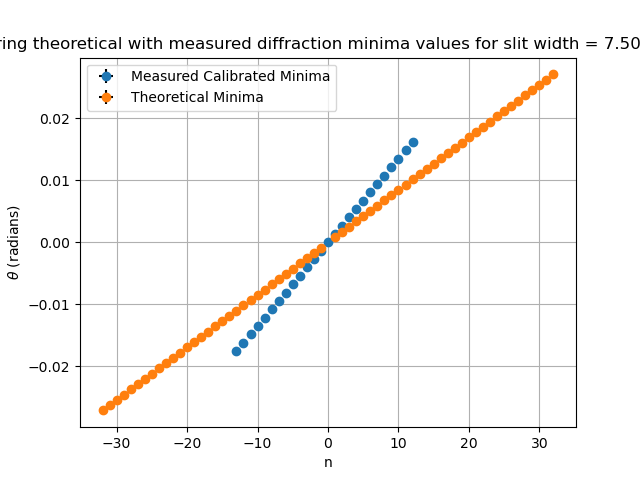 ring theoretical with measured diffraction minima values for slit width = 7.50
Measured Calibrated Minima
Theoretical Minima
0.02
0.01
0.00
−0.01
−0.02
θ (radians)
−30 −20 −10 0 10 20 30
n